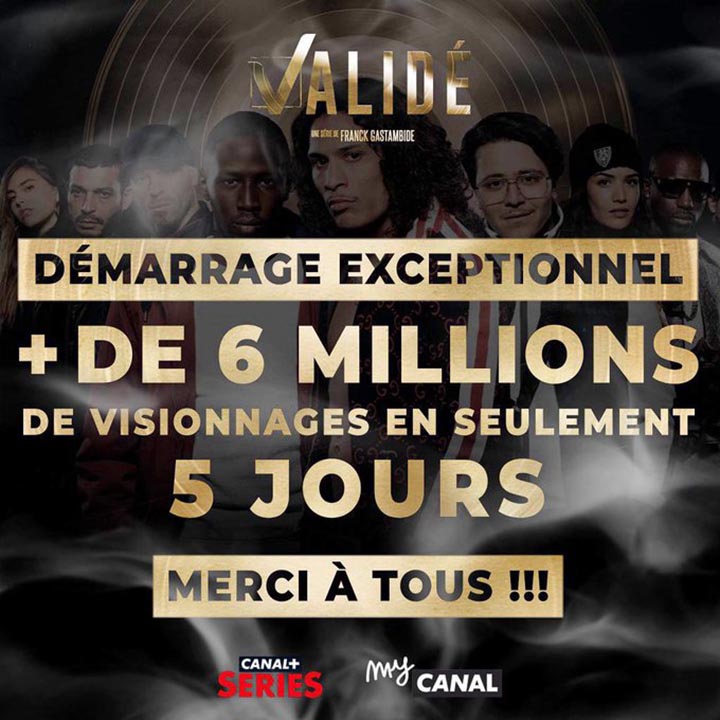 VALIDÉ
UNE SÉRIE DE FRANCK GASTAMBIDE
DÉMARRAGE EXCEPTIONNEL
+ DE 6 MILLIONS
DE VISIONNAGES EN SEULEMENT
5 JOURS
MERCI À TOUS !!!
CANAL+
SERIES
my CANAL